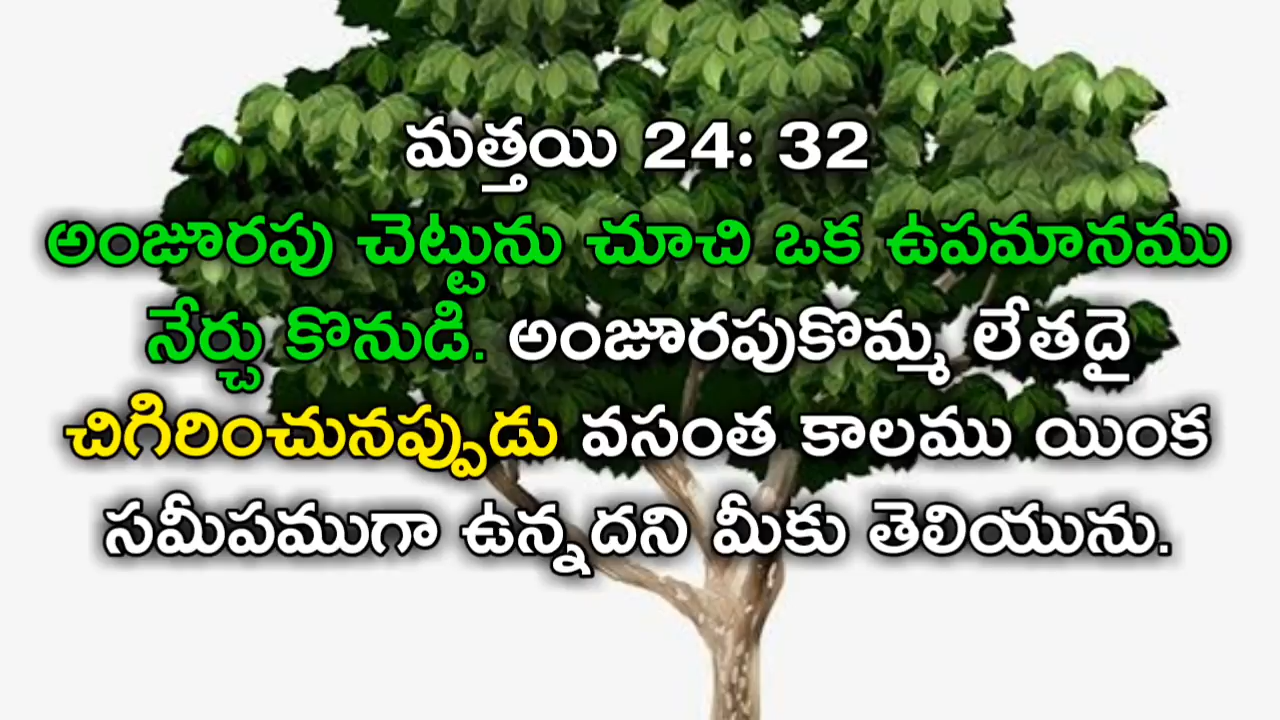 మత్తయి 24: 32
అంజూరపు చెట్టును చూచి ఒక ఉపమానము
నేర్చు కొనుడి. అంజూరపుకొమ్మ లేతదై
చిగిరించునప్పుడు వసంత కాలము యింక
సమీపముగా ఉన్నదని మీకు తెలియును.